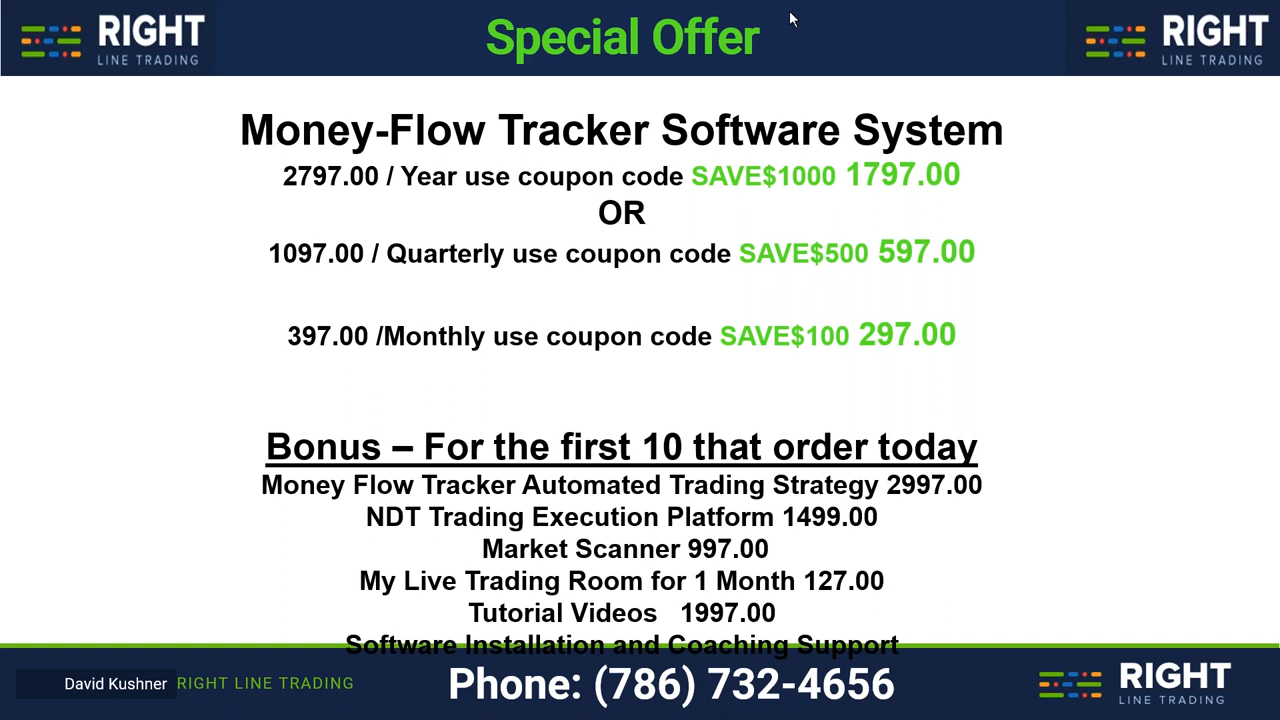 RIGHT
LINE TRADING
Special Offer
RIGHT
LINE TRADING
Money-Flow Tracker Software System
2797.00 / Year use coupon code SAVE$1000 1797.00
OR
1097.00 / Quarterly use coupon code SAVE$500 597.00
397.00 /Monthly use coupon code SAVE$100 297.00
Bonus – For the first 10 that order today
Money Flow Tracker Automated Trading Strategy 2997.00
NDT Trading Execution Platform 1499.00
Market Scanner 997.00
My Live Trading Room for 1 Month 127.00
Tutorial Videos 1997.00
Software Installation and Coaching Support
David Kushner
RIGHT LINE TRADING
Phone: (786) 732-4656
RIGHT
LINE TRADING